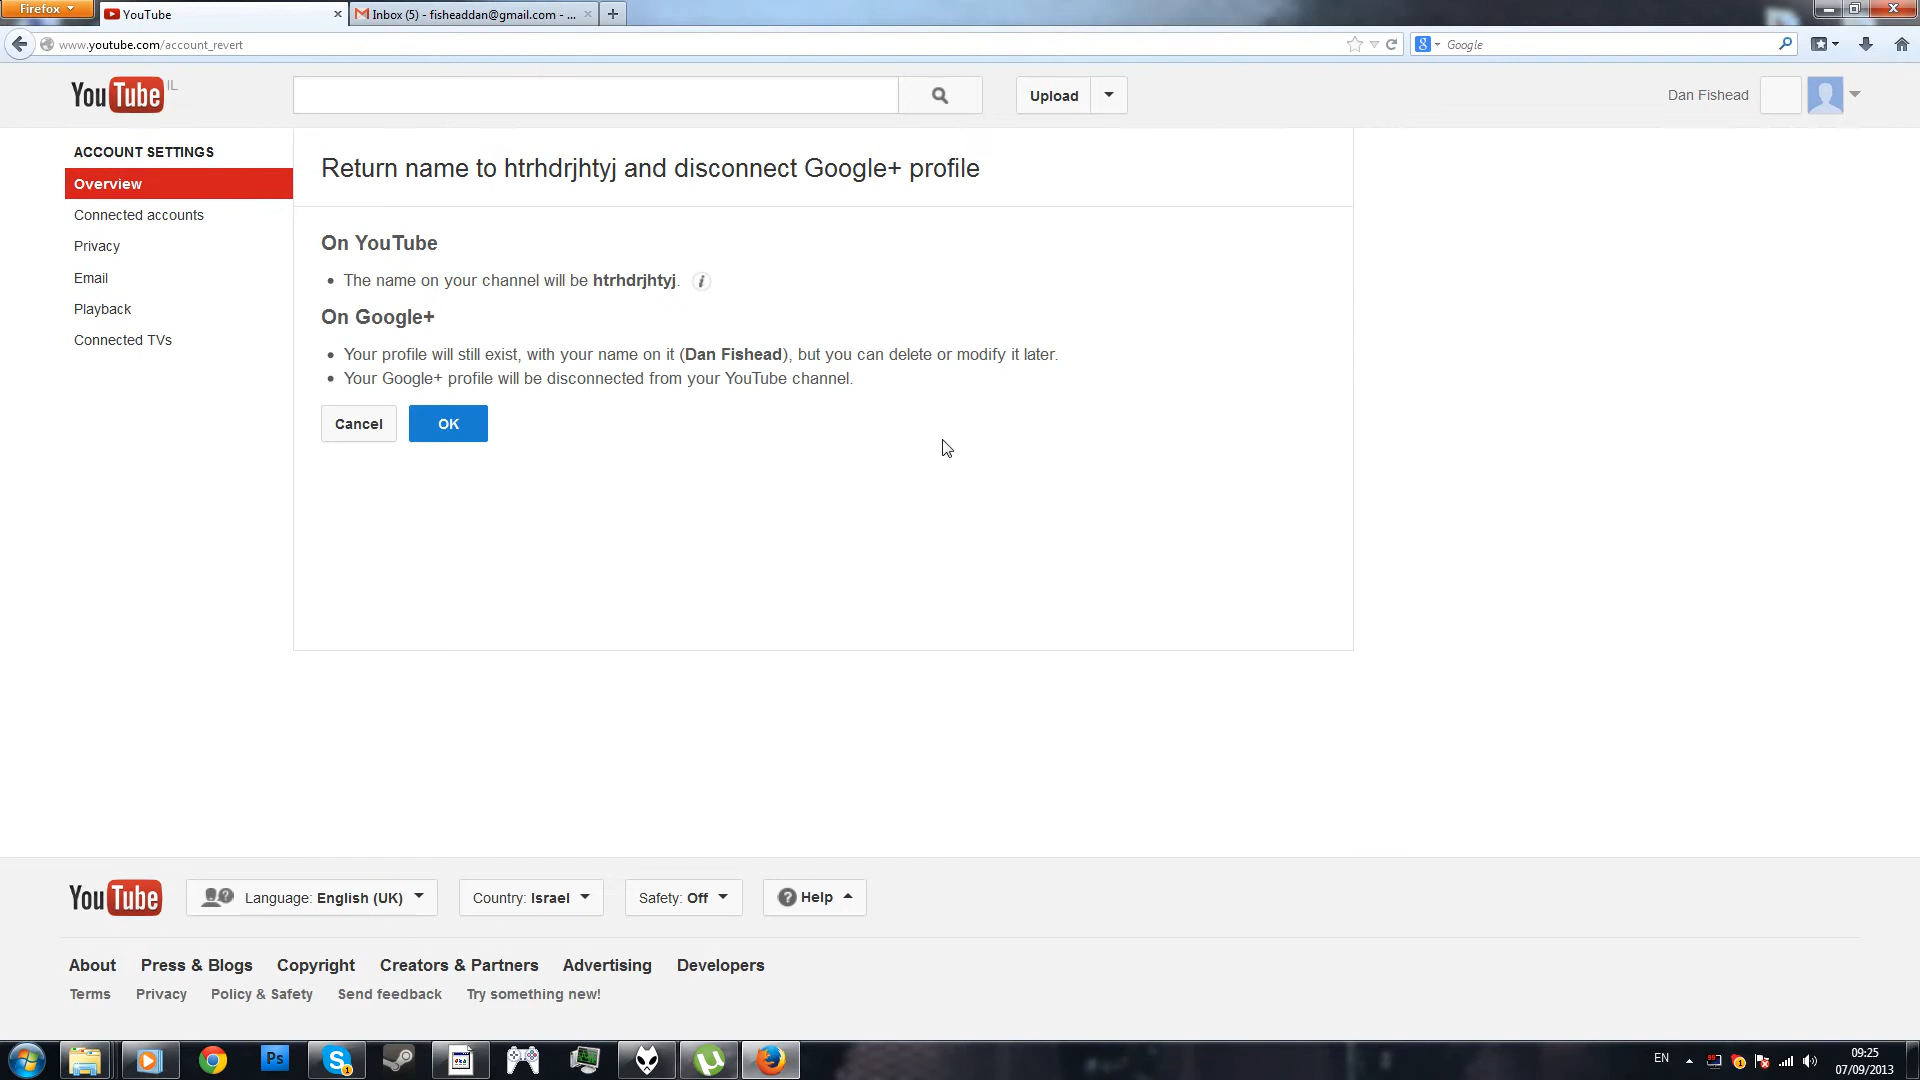 Firefox
YouTube
Inbox (5) - fisheaddan@gmail.com - ...
www.youtube.com/account_revert
Google
YouTube IL
Upload
Dan Fishead
ACCOUNT SETTINGS
Overview
Connected accounts
Privacy
Email
Playback
Connected TVs
Return name to htrhdrjhtyj and disconnect Google+ profile
On YouTube
The name on your channel will be htrhdrjhtyj.
On Google+
Your profile will still exist, with your name on it (Dan Fishead), but you can delete or modify it later.
Your Google+ profile will be disconnected from your YouTube channel.
Cancel
OK
YouTube
Language: English (UK)
Country: Israel
Safety: Off
Help
About Press & Blogs Copyright Creators & Partners Advertising Developers
Terms Privacy Policy & Safety Send feedback Try something new!
Ps
EN
09:25
07/09/2013